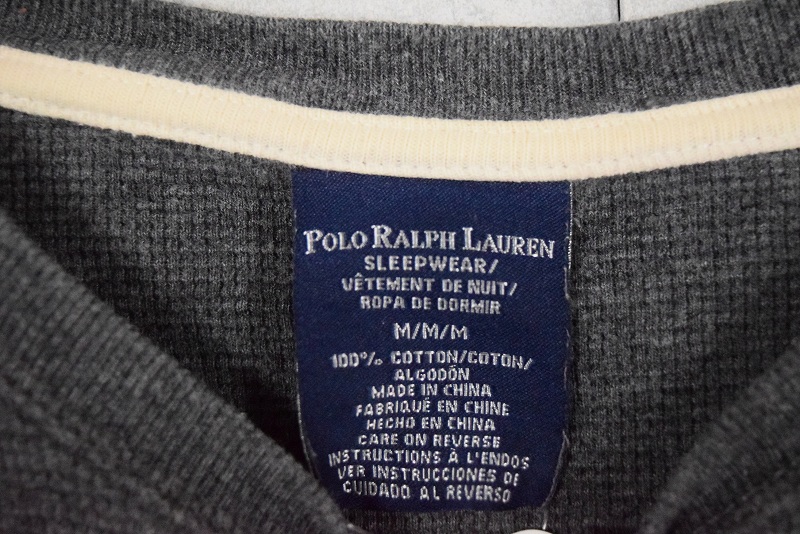 POLO RALPH LAUREN
SLEEPWEAR/
VÊTEMENT DE NUIT/
ROPA DE DORMIR
M/M/M
100% COTTON/COTON/
ALGODÓN
MADE IN CHINA
FABRIQUÉ EN CHINE
HECHO EN CHINA
CARE ON REVERSE
INSTRUCTIONS À L'ENDOS
VER INSTRUCCIONES DE
CUIDADO AL REVERSO